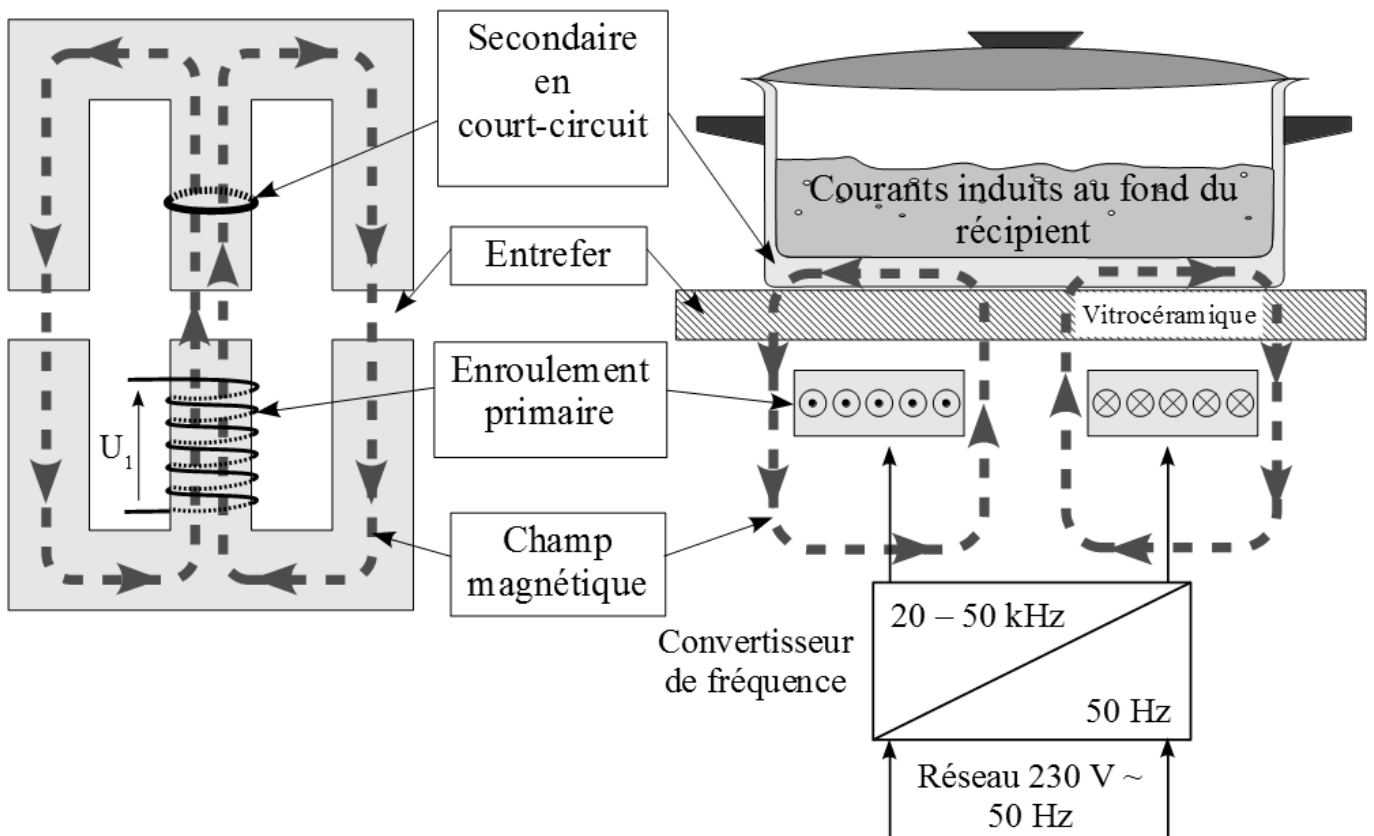 Secondaire
en
court-circuit
Courants induits au fond du
récipient
Entrefer
Vitrocéramique
Enroulement
primaire
U1
Champ
magnétique
Convertisseur
de fréquence
20 – 50 kHz
50 Hz
Réseau 230 V ~
50 Hz